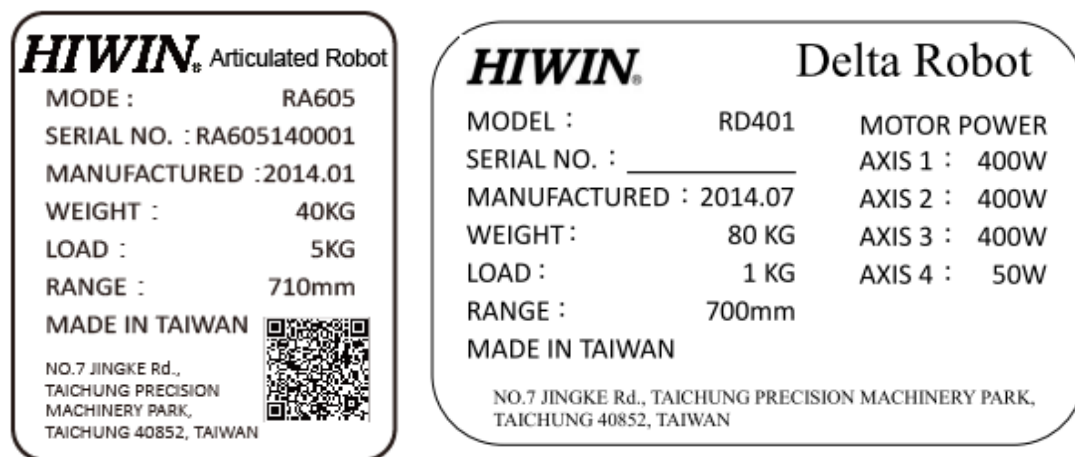 HIWIN® Articulated Robot
MODE : RA605
SERIAL NO. : RA605140001
MANUFACTURED : 2014.01
WEIGHT : 40KG
LOAD : 5KG
RANGE : 710mm
MADE IN TAIWAN
NO.7 JINGKE Rd.,
TAICHUNG PRECISION
MACHINERY PARK,
TAICHUNG 40852, TAIWAN
HIWIN® Delta Robot
MODEL : RD401
SERIAL NO. :
MANUFACTURED : 2014.07
WEIGHT : 80 KG
LOAD : 1 KG
RANGE : 700mm
MADE IN TAIWAN
MOTOR POWER
AXIS 1 : 400W
AXIS 2 : 400W
AXIS 3 : 400W
AXIS 4 : 50W
NO.7 JINGKE Rd., TAICHUNG PRECISION MACHINERY PARK,
TAICHUNG 40852, TAIWAN